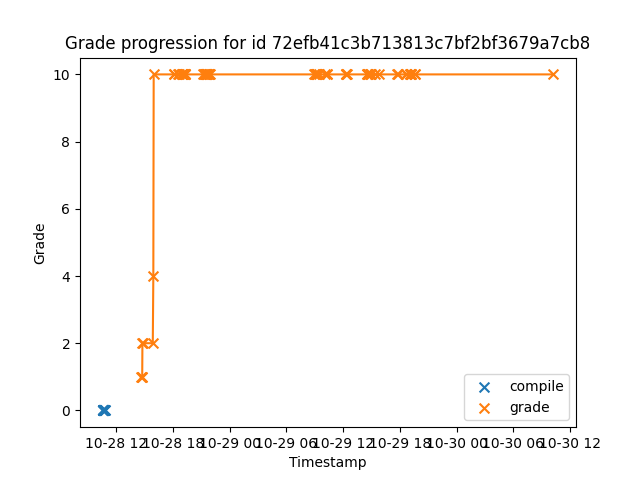 Grade progression for id 72efb41c3b713813c7bf2bf3679a7cb8
Grade
10
8
6
4
2
0
compile
grade
10-28 12 10-28 18 10-29 00 10-29 06 10-29 12 10-29 18 10-30 00 10-30 06 10-30 12
Timestamp